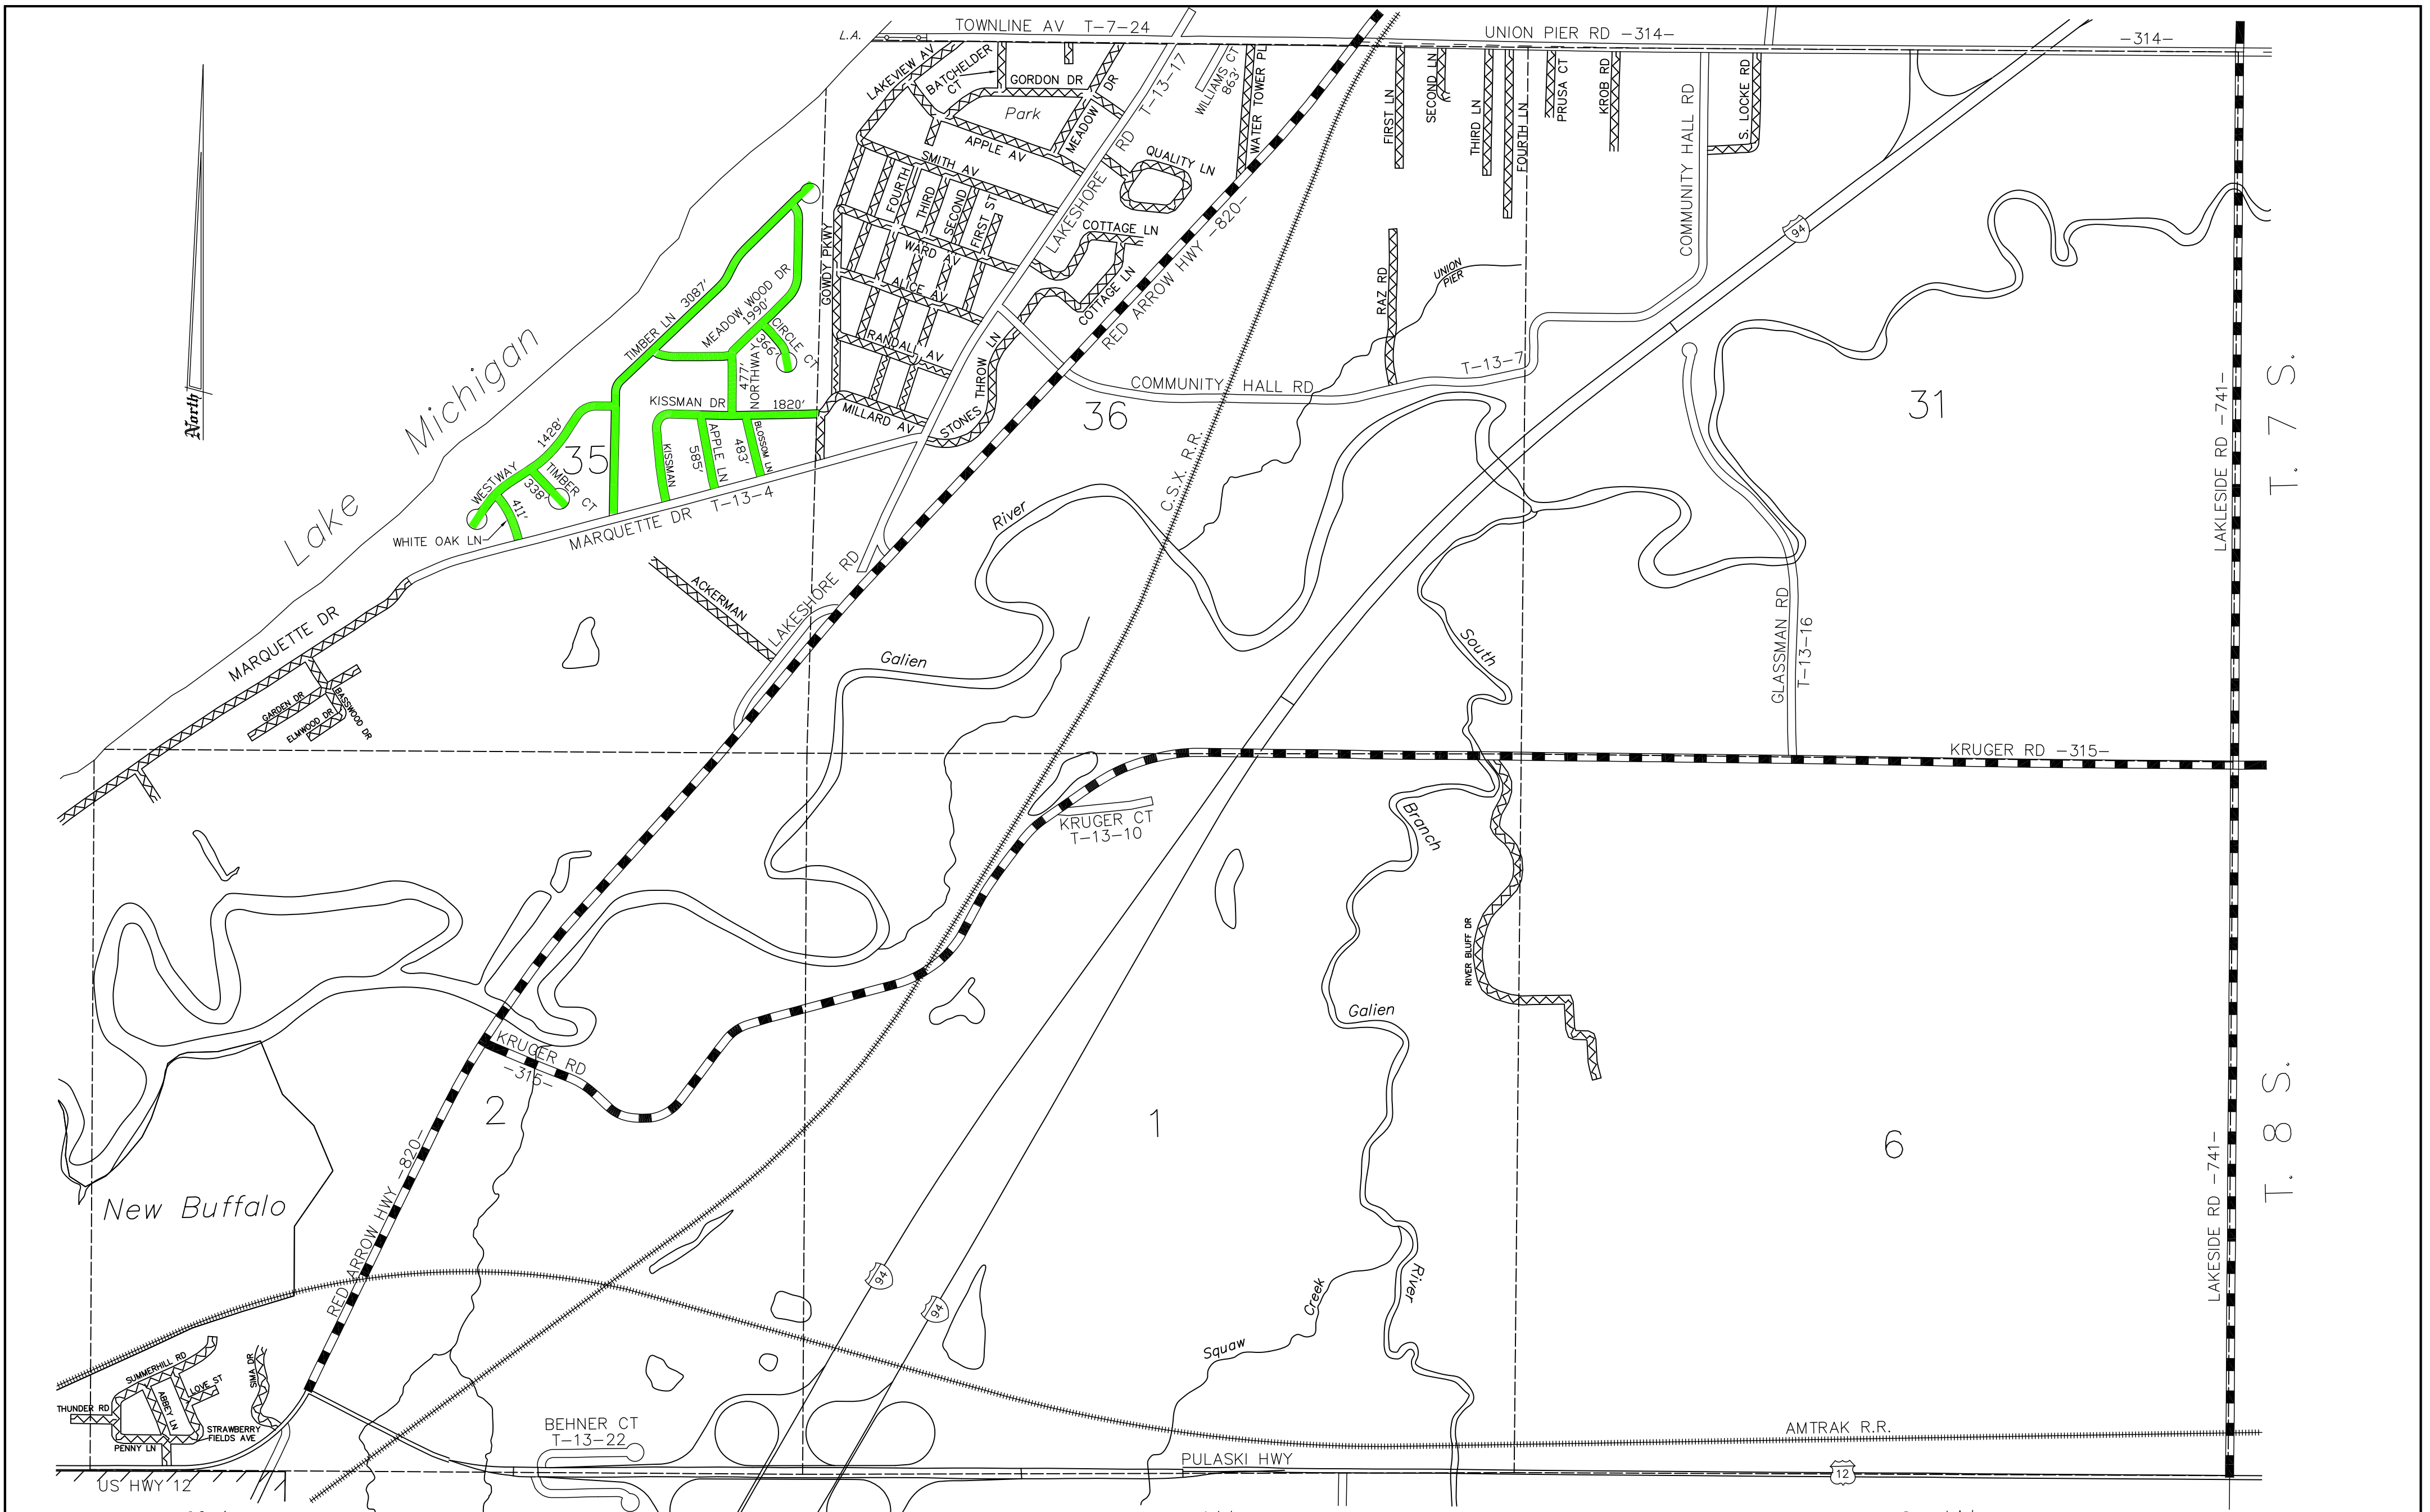 L.A.
TOWNLINE AV T-7-24
UNION PIER RD -314-
-314-
LAKEVIEW AV
BATCHELDER
CT
GORDON DR
Park
MEADOW DR
T-13-17
WILLIAMS CT
863'
WATER TOWER PL
FIRST LN
SECOND LN
THIRD LN
FOURTH LN
PRUSA CT
KROB RD
COMMUNITY HALL RD
S. LOCKE RD
APPLE AV
SMITH AV
QUALITY LN
FOURTH
THIRD
SECOND
FIRST ST
LAKESHORE RD
COTTAGE LN
WARD AV
GOWDY PKWY
ALICE AV
COTTAGE LN
RED ARROW HWY -820-
RAZ RD
UNION
PIER
94
North
Lake Michigan
TIMBER LN 3087'
MEADOW WOOD DR
1990'
CIRCLE CT
366'
NORTHWAY
477'
RANDALL AV
STONES THROW LN
COMMUNITY HALL RD
T-13-7
KISSMAN DR 1820'
MILLARD AV
36
31
LAKLESIDE RD -741-
T. 7 S.
1428'
35
KISSMAN
APPLE LN
585'
BLOSSOM LN
483'
WESTWAY
TIMBER CT
338'
411'
WHITE OAK LN
MARQUETTE DR T-13-4
C.S.X. R.R.
River
ACKERMAN
LAKESHORE RD
Galien
South
GLASSMAN RD
T-13-16
MARQUETTE DR
GARDEN DR
ELMWOOD DR
BASSWOOD DR
KRUGER RD -315-
KRUGER CT
T-13-10
Branch
RIVER BLUFF DR
Galien
KRUGER RD
-315-
2
1
6
T. 8 S.
New Buffalo
RED ARROW HWY -820-
LAKESIDE RD -741-
94
94
River
Squaw Creek
SUMMERHILL RD
SIMA DR
LOVE ST
ABBEY LN
THUNDER RD
STRAWBERRY
FIELDS AVE
PENNY LN
BEHNER CT
T-13-22
AMTRAK R.R.
PULASKI HWY
12
US HWY 12